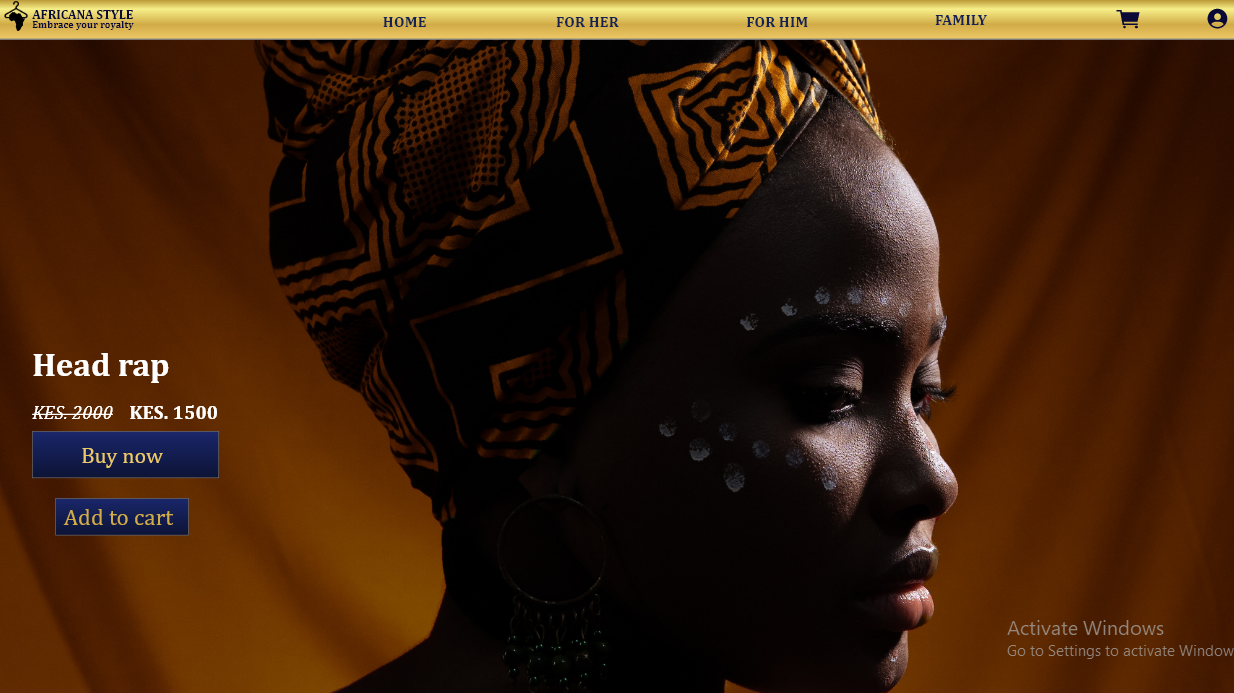 AFRICANA STYLE
Embrace your royalty
HOME
FOR HER
FOR HIM
FAMILY
Head rap
KES. 2000 KES. 1500
Buy now
Add to cart
Activate Windows
Go to Settings to activate Window